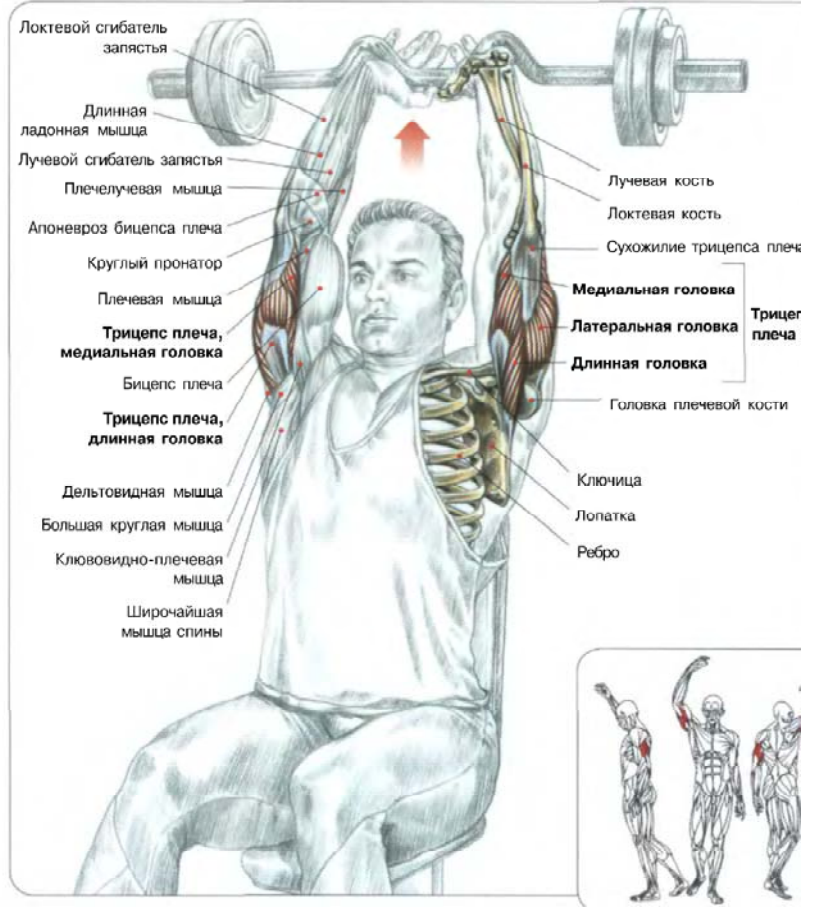 Локтевой сгибатель
запястья
Длинная
ладонная мышца
Лучевой сгибатель запястья
Плечелучевая мышца
Апоневроз бицепса плеча
Круглый пронатор
Плечевая мышца
Трицепс плеча,
медиальная головка
Бицепс плеча
Трицепс плеча,
длинная головка
Дельтовидная мышца
Большая круглая мышца
Клювовидно-плечевая
мышца
Широчайшая
мышца спины
Лучевая кость
Локтевая кость
Сухожилие трицепса плеча
Медиальная головка
Латеральная головка
Длинная головка
Трицеп
плеча
Головка плечевой кости
Ключица
Лопатка
Ребро